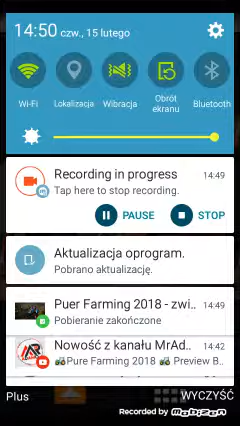 14:50 czw., 15 lutego
Wi-Fi
Lokalizacja
Wibracja
Obrót ekranu
Bluetooth
Recording in progress 14:49
Tap here to stop recording.
PAUSE STOP
Aktualizacja oprogram.
Pobrano aktualizację.
Puer Farming 2018 - zwi.. 14:49
Pobieranie zakończone
Nowość z kanału MrAd.. 14:42
🚜Pure Farming 2018 🚜 Preview B..
Plus WYCZYŚĆ
Recorded by Mobizen